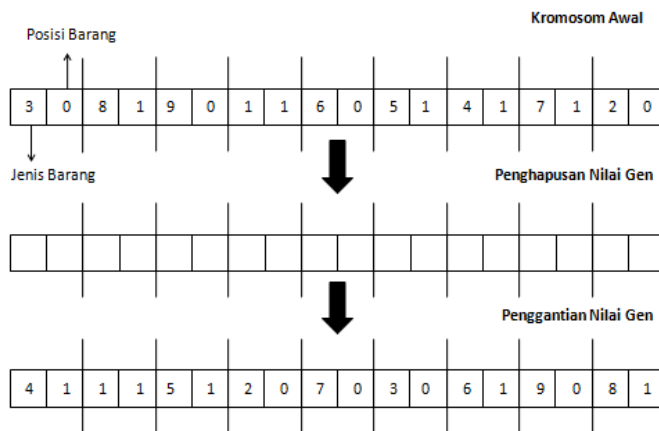 Kromosom Awal
Posisi Barang
3 0 8 1 9 0 1 1 6 0 5 1 4 1 7 1 2 0
Jenis Barang
Penghapusan Nilai Gen
Penggantian Nilai Gen
4 1 1 1 5 1 2 0 7 0 3 0 6 1 9 0 8 1